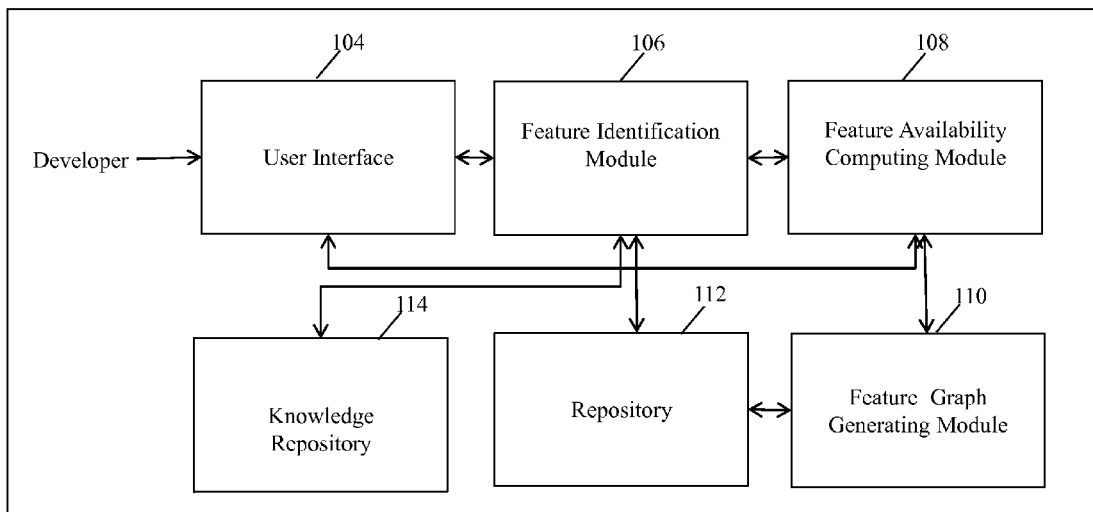 104
106
108
Developer
User Interface
Feature Identification
Module
Feature Availability
Computing Module
114
112
110
Knowledge
Repository
Repository
Feature Graph
Generating Module